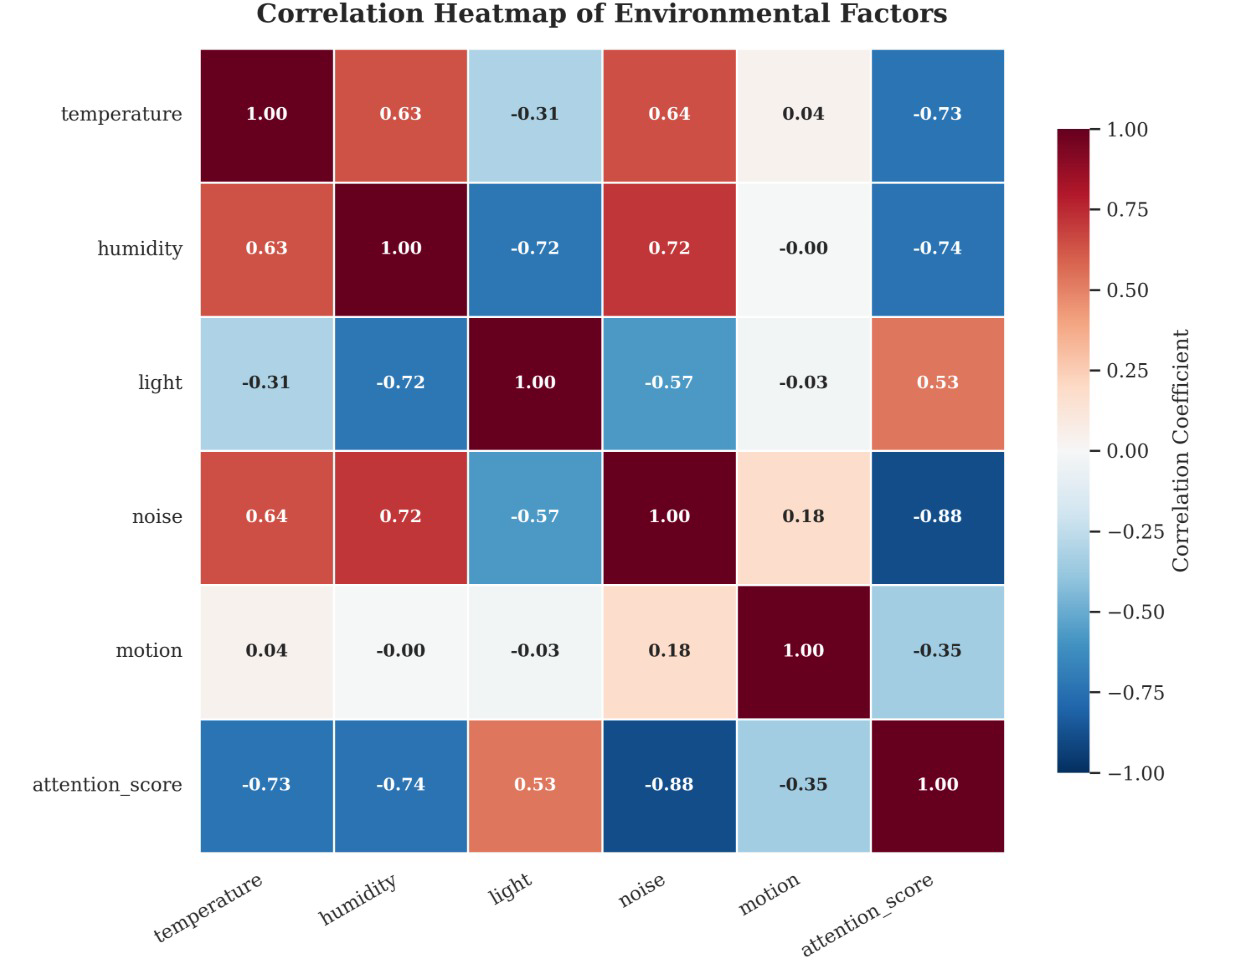 Correlation Heatmap of Environmental Factors
temperature 1.00 0.63 -0.31 0.64 0.04 -0.73
humidity 0.63 1.00 -0.72 0.72 -0.00 -0.74
light -0.31 -0.72 1.00 -0.57 -0.03 0.53
noise 0.64 0.72 -0.57 1.00 0.18 -0.88
motion 0.04 -0.00 -0.03 0.18 1.00 -0.35
attention_score -0.73 -0.74 0.53 -0.88 -0.35 1.00
temperature humidity light noise motion attention_score
1.00
0.75
0.50
0.25
0.00
−0.25
−0.50
−0.75
−1.00
Correlation Coefficient